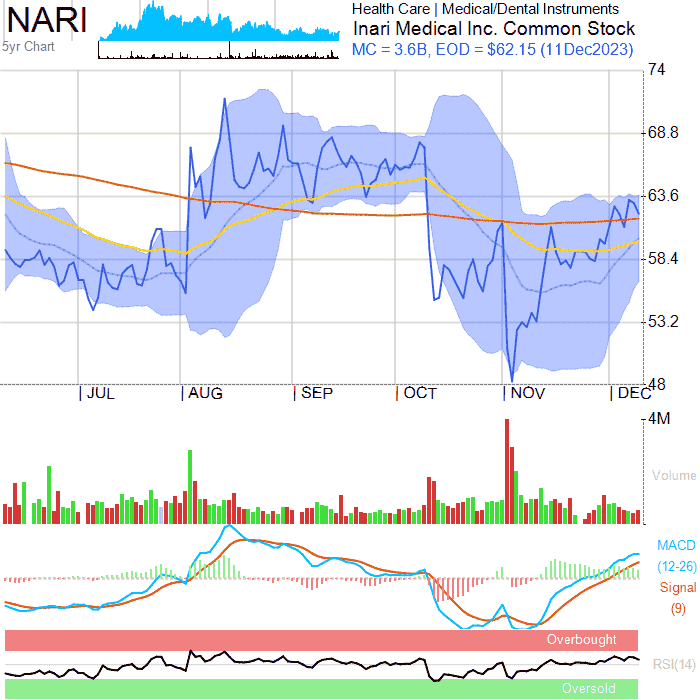 NARI
5yr Chart
Health Care | Medical/Dental Instruments
Inari Medical Inc. Common Stock
MC = 3.6B, EOD = $62.15 (11Dec2023)
74
68.8
63.6
58.4
53.2
48
JUL AUG SEP OCT NOV DEC
4M
Volume
MACD
(12-26)
Signal
(9)
Overbought
RSI(14)
Oversold